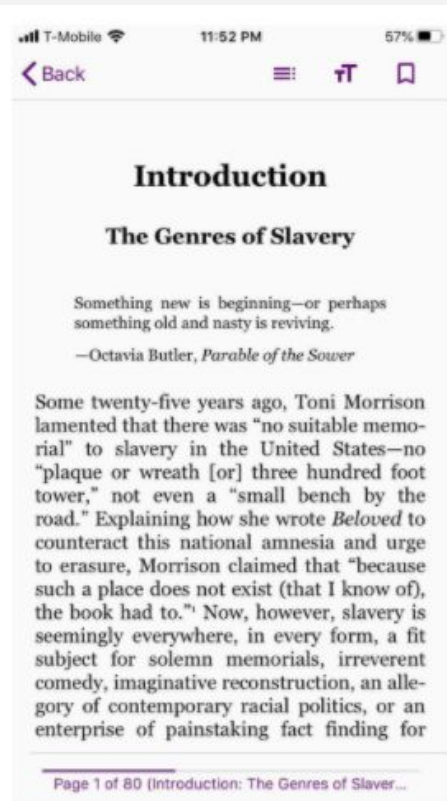 T-Mobile 11:52 PM 57%
Back TT
Introduction
The Genres of Slavery
Something new is beginning—or perhaps
something old and nasty is reviving.
—Octavia Butler, Parable of the Sower
Some twenty-five years ago, Toni Morrison
lamented that there was “no suitable memo-
rial” to slavery in the United States—no
“plaque or wreath [or] three hundred foot
tower,” not even a “small bench by the
road.” Explaining how she wrote Beloved to
counteract this national amnesia and urge
to erasure, Morrison claimed that “because
such a place does not exist (that I know of),
the book had to.”¹ Now, however, slavery is
seemingly everywhere, in every form, a fit
subject for solemn memorials, irreverent
comedy, imaginative reconstruction, an alle-
gory of contemporary racial politics, or an
enterprise of painstaking fact finding for
Page 1 of 80 (Introduction: The Genres of Slaver...